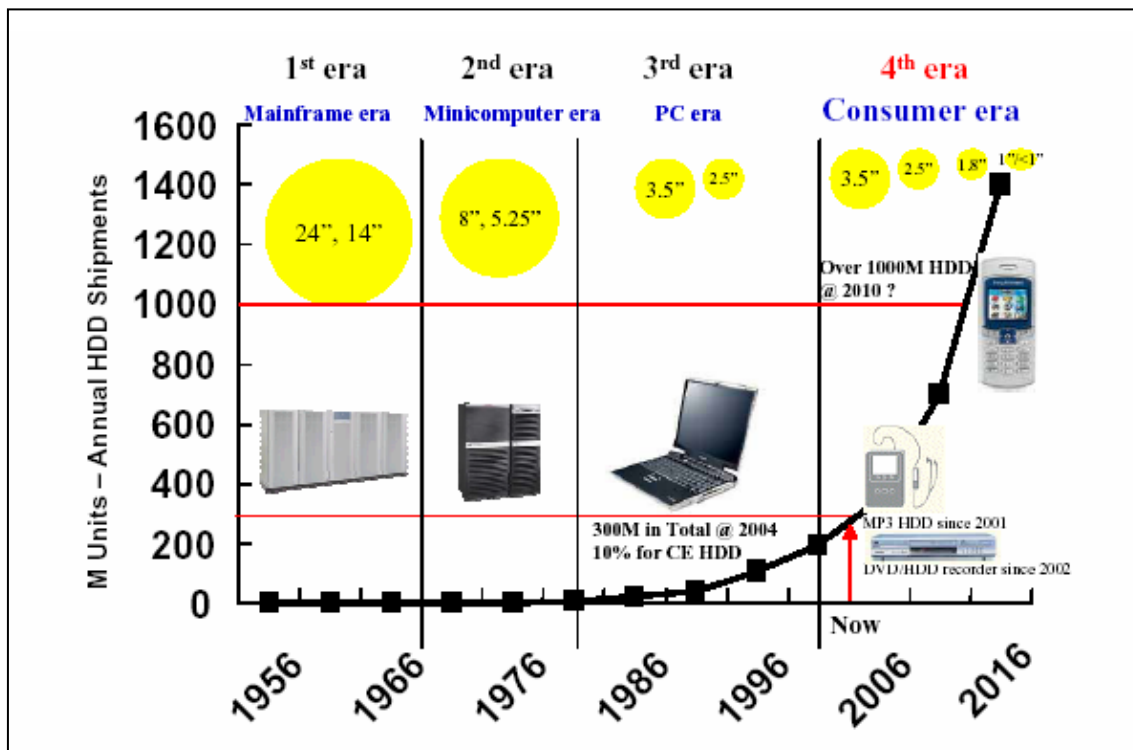 1st era
2nd era
3rd era
4th era
Mainframe era
Minicomputer era
PC era
Consumer era
M Units – Annual HDD Shipments
1600
1400
1200
1000
800
600
400
200
0
24”, 14”
8”, 5.25”
3.5”
2.5”
3.5”
2.5”
1.8”
1”/<1”
Over 1000M HDD
@ 2010 ?
300M in Total @ 2004
10% for CE HDD
MP3 HDD since 2001
DVD/HDD recorder since 2002
Now
1956
1966
1976
1986
1996
2006
2016